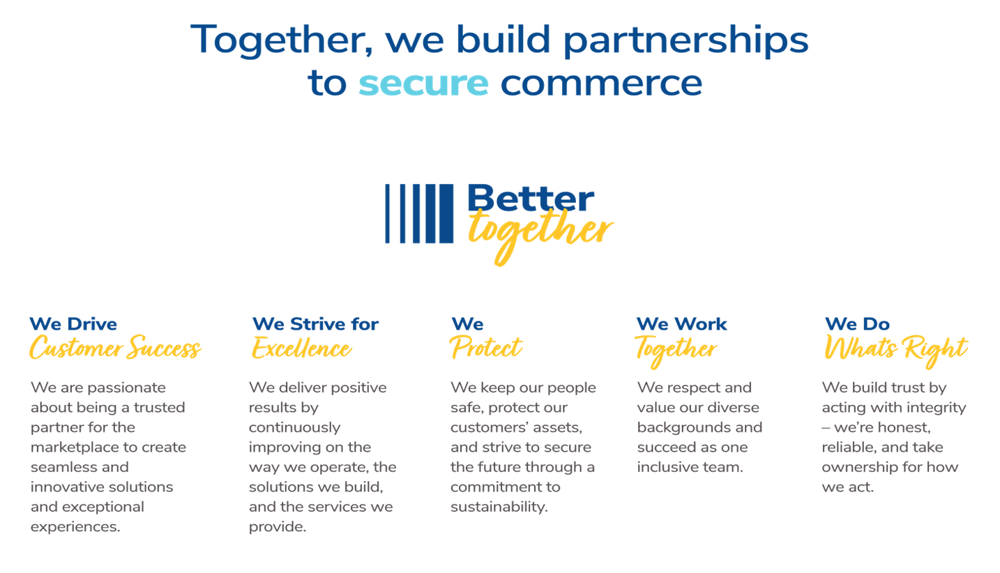 Together, we build partnerships
to secure commerce
Better
together
We Drive
Customer Success
We are passionate
about being a trusted
partner for the
marketplace to create
seamless and
innovative solutions
and exceptional
experiences.
We Strive for
Excellence
We deliver positive
results by
continuously
improving on the
way we operate, the
solutions we build,
and the services we
provide.
We
Protect
We keep our people
safe, protect our
customers’ assets,
and strive to secure
the future through a
commitment to
sustainability.
We Work
Together
We respect and
value our diverse
backgrounds and
succeed as one
inclusive team.
We Do
What's Right
We build trust by
acting with integrity
– we’re honest,
reliable, and take
ownership for how
we act.